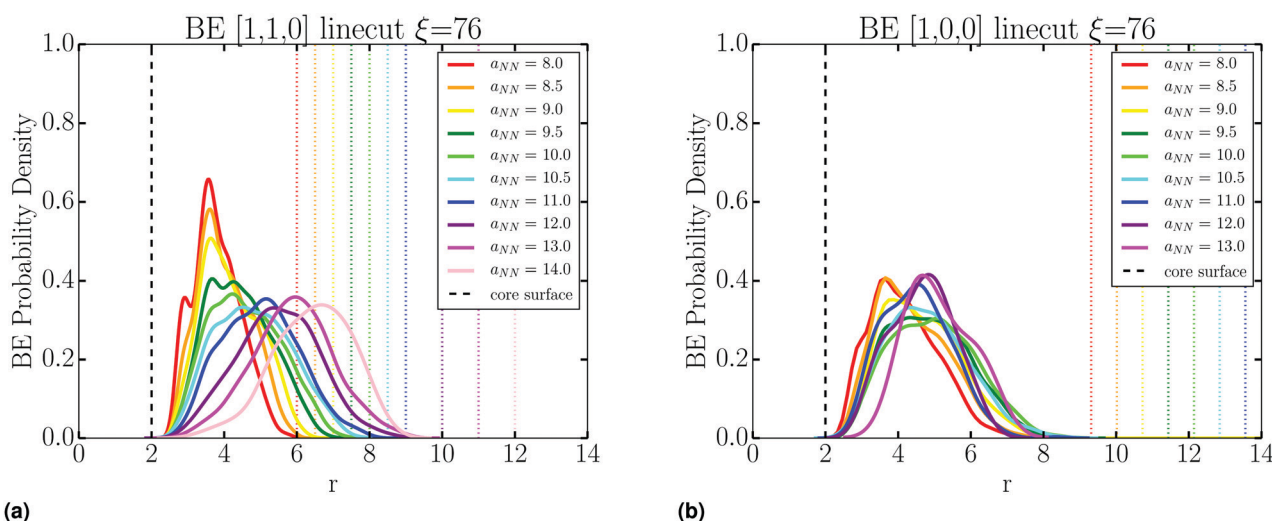 BE [1,1,0] linecut ξ=76
BE Probability Density
1.0
0.8
0.6
0.4
0.2
0.0
0 2 4 6 8 10 12 14
r
a_NN = 8.0
a_NN = 8.5
a_NN = 9.0
a_NN = 9.5
a_NN = 10.0
a_NN = 10.5
a_NN = 11.0
a_NN = 12.0
a_NN = 13.0
a_NN = 14.0
core surface
(a)
BE [1,0,0] linecut ξ=76
BE Probability Density
1.0
0.8
0.6
0.4
0.2
0.0
0 2 4 6 8 10 12 14
r
a_NN = 8.0
a_NN = 8.5
a_NN = 9.0
a_NN = 9.5
a_NN = 10.0
a_NN = 10.5
a_NN = 11.0
a_NN = 12.0
a_NN = 13.0
core surface
(b)